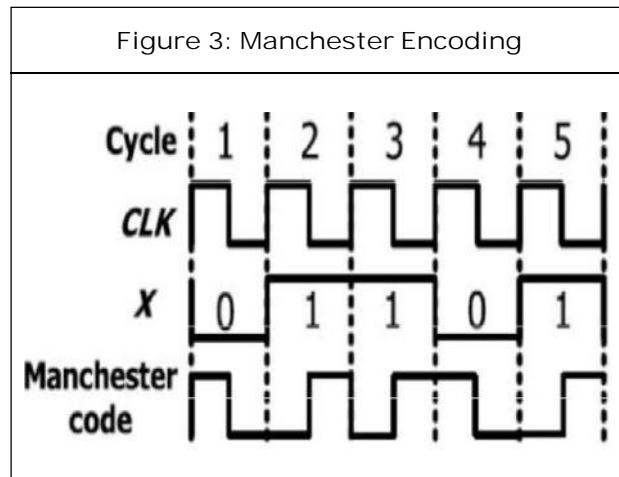 Figure 3: Manchester Encoding
Cycle 1 2 3 4 5
CLK
X 0 1 1 0 1
Manchester
code